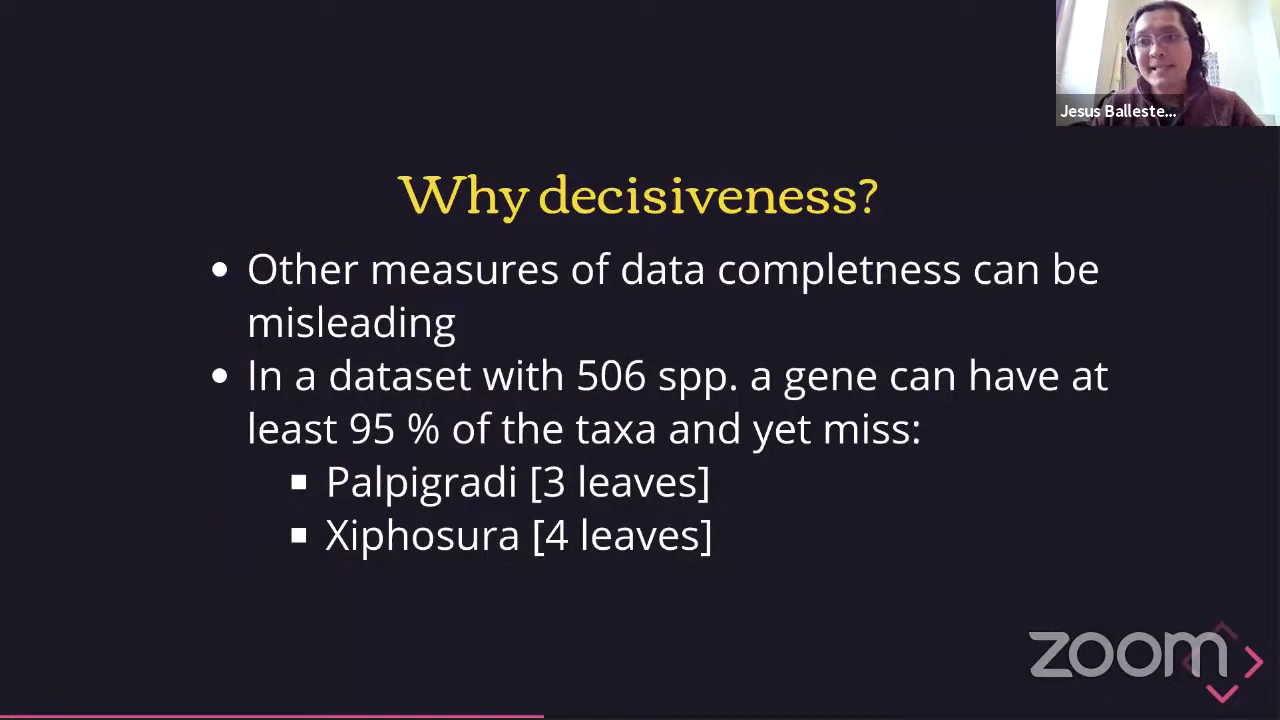 Jesus Balleste...
Why decisiveness?
Other measures of data completness can be
misleading
In a dataset with 506 spp. a gene can have at
least 95 % of the taxa and yet miss:
Palpigradi [3 leaves]
Xiphosura [4 leaves]
zoom